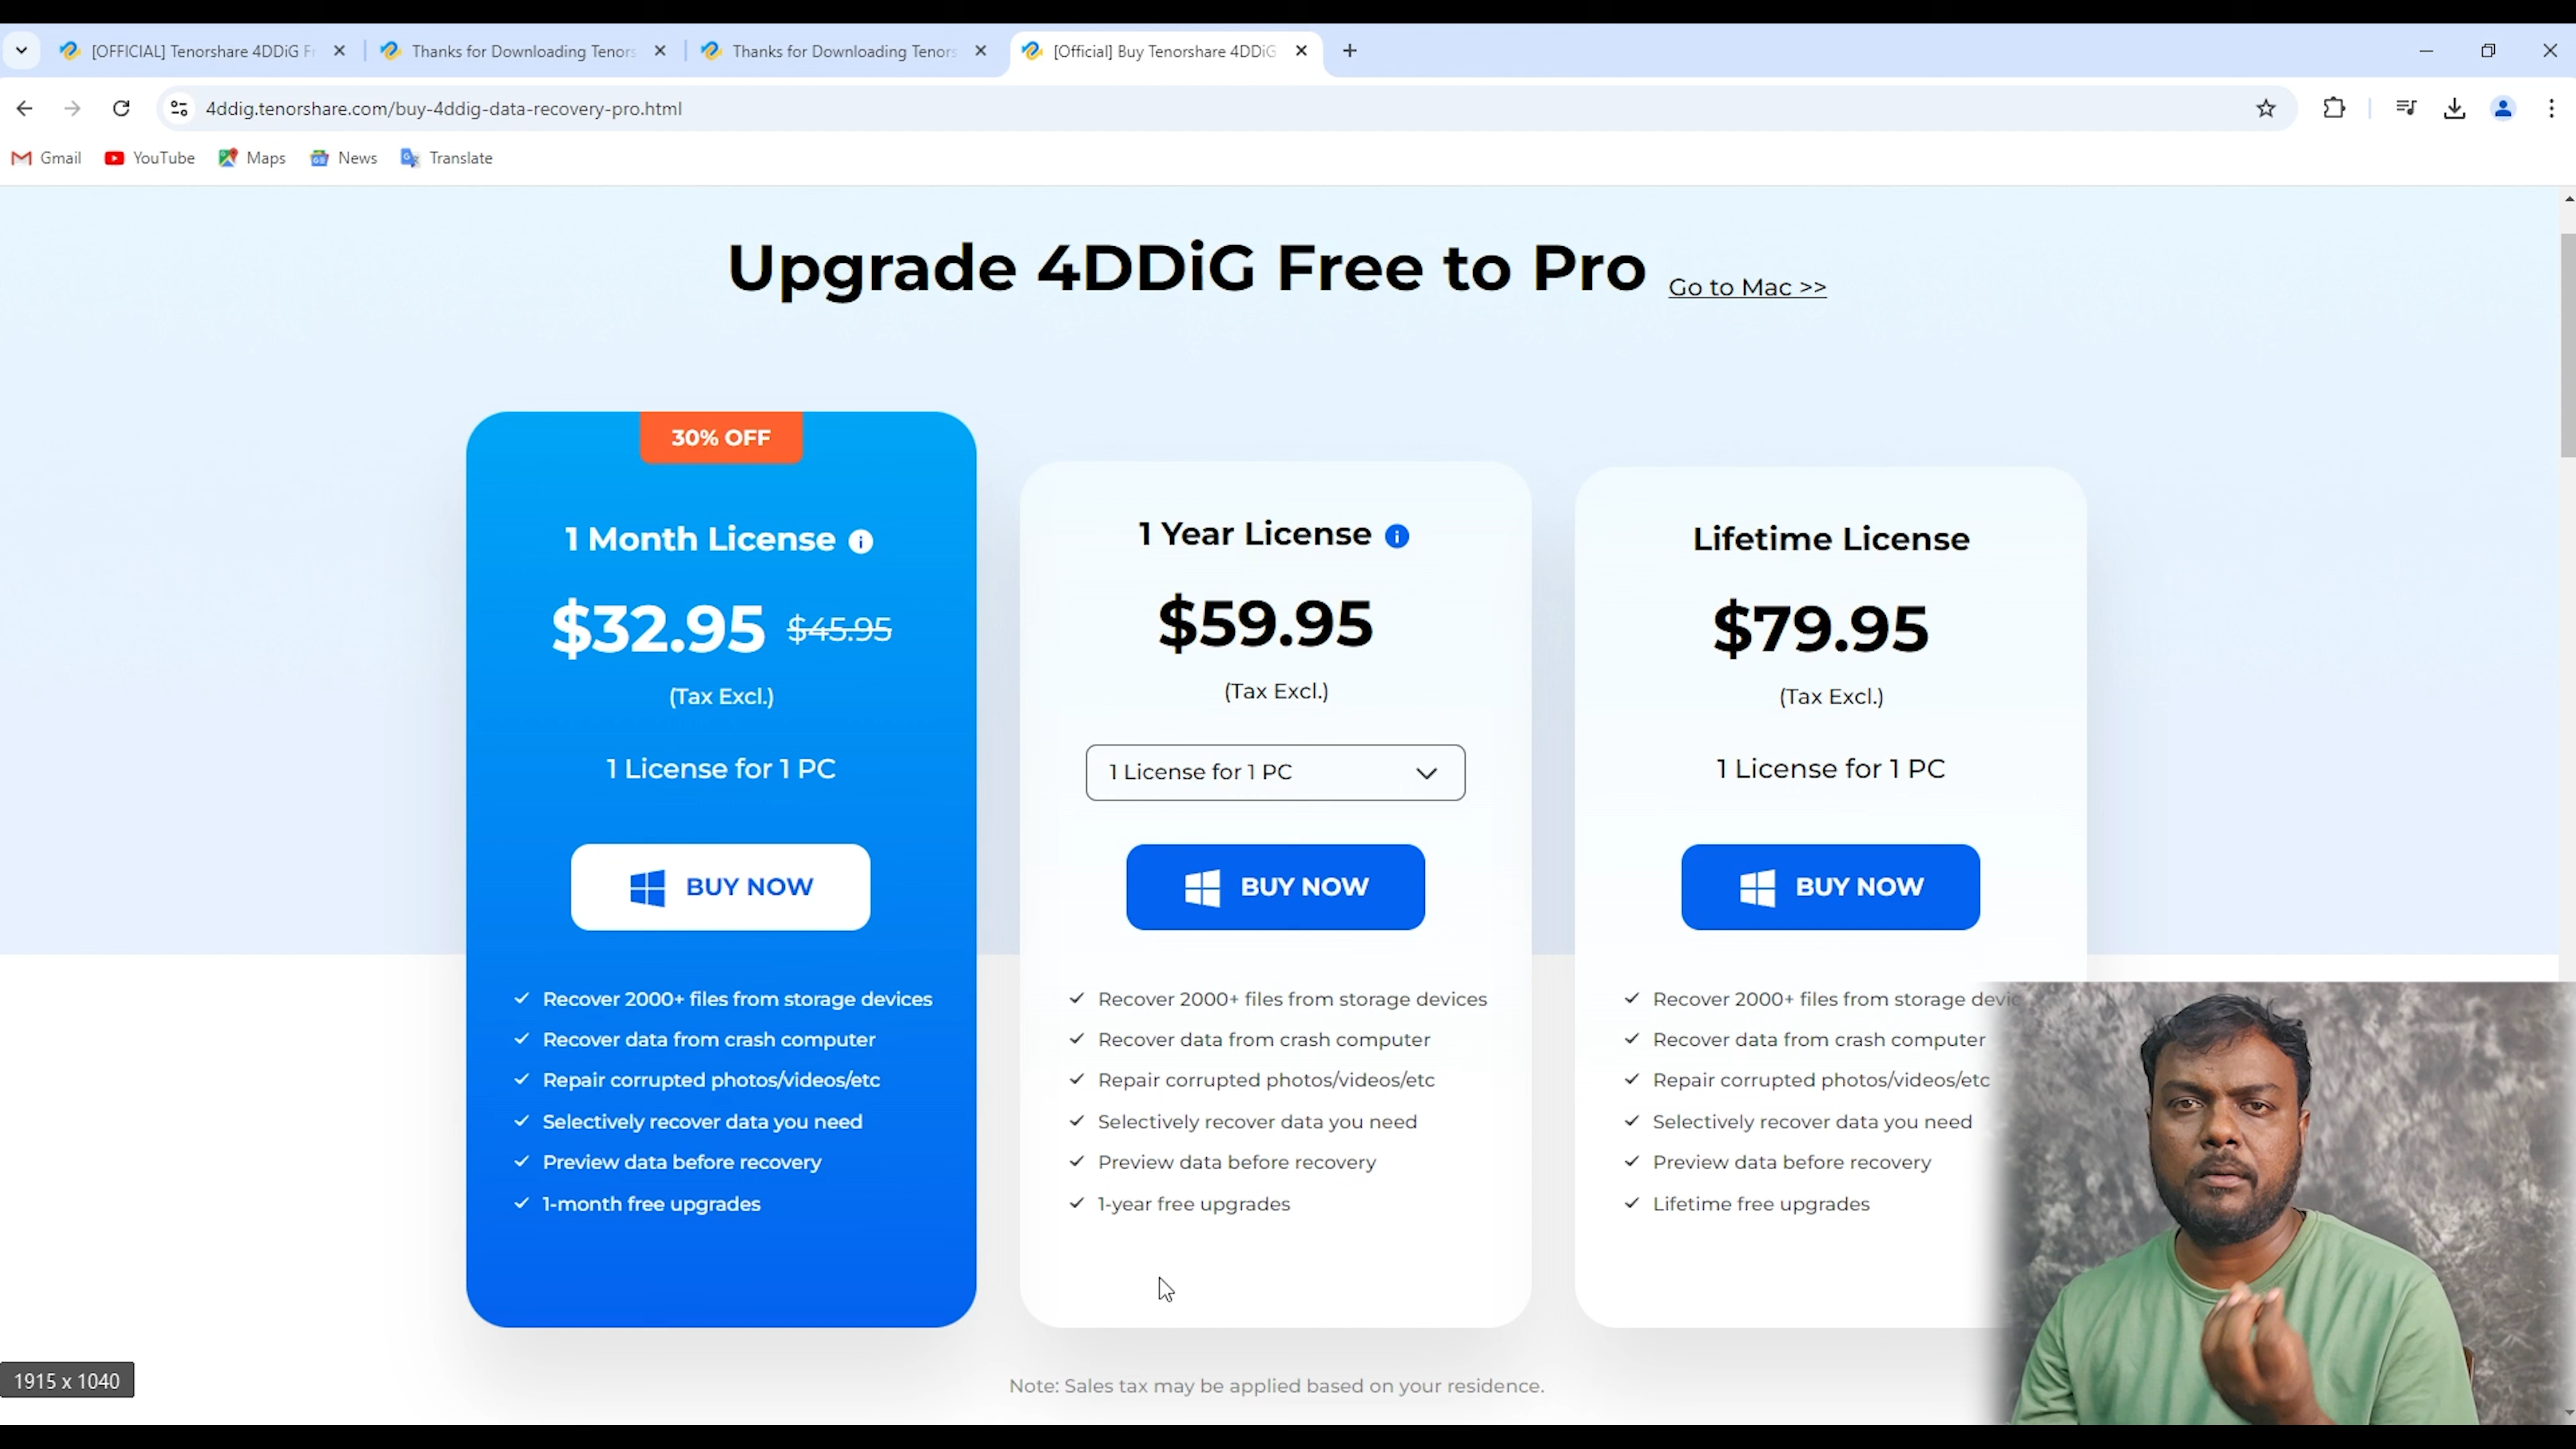 [OFFICIAL] Tenorshare 4DDiG Fr
Thanks for Downloading Tenors
Thanks for Downloading Tenors
[Official] Buy Tenorshare 4DDiG
4ddig.tenorshare.com/buy-4ddig-data-recovery-pro.html
Gmail
YouTube
Maps
News
Translate
Upgrade 4DDiG Free to Pro
Go to Mac >>
30% OFF
1 Month License
$32.95 $45.95
(Tax Excl.)
1 License for 1 PC
BUY NOW
Recover 2000+ files from storage devices
Recover data from crash computer
Repair corrupted photos/videos/etc
Selectively recover data you need
Preview data before recovery
1-month free upgrades
1 Year License
$59.95
(Tax Excl.)
1 License for 1 PC
BUY NOW
Recover 2000+ files from storage devices
Recover data from crash computer
Repair corrupted photos/videos/etc
Selectively recover data you need
Preview data before recovery
1-year free upgrades
Lifetime License
$79.95
(Tax Excl.)
1 License for 1 PC
BUY NOW
Recover 2000+ files from storage devic
Recover data from crash computer
Repair corrupted photos/videos/etc
Selectively recover data you need
Preview data before recovery
Lifetime free upgrades
1915 x 1040
Note: Sales tax may be applied based on your residence.